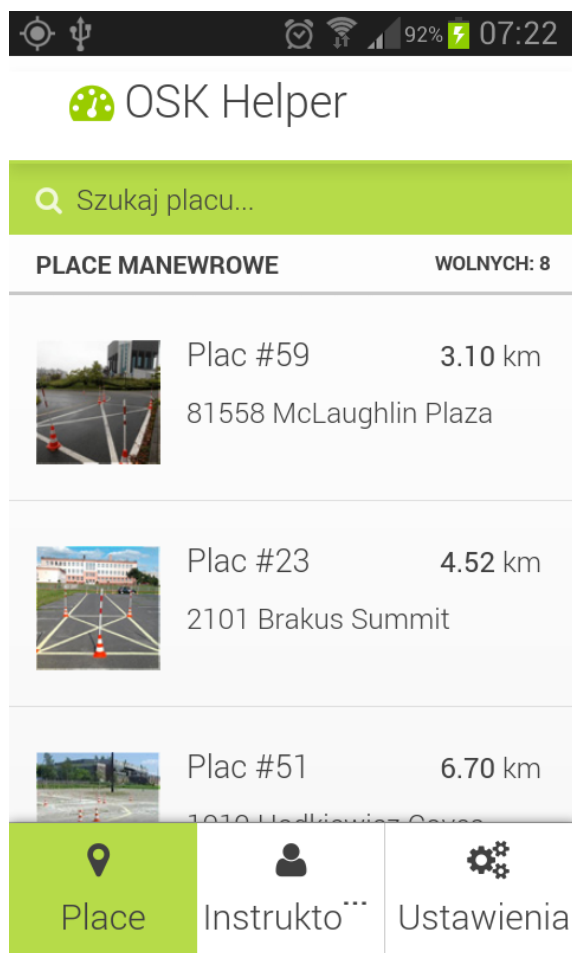 92% 07:22
OSK Helper
Szukaj placu...
PLACE MANEWROWE WOLNYCH: 8
Plac #59 3.10 km
81558 McLaughlin Plaza
Plac #23 4.52 km
2101 Brakus Summit
Plac #51 6.70 km
Place Instrukto... Ustawienia